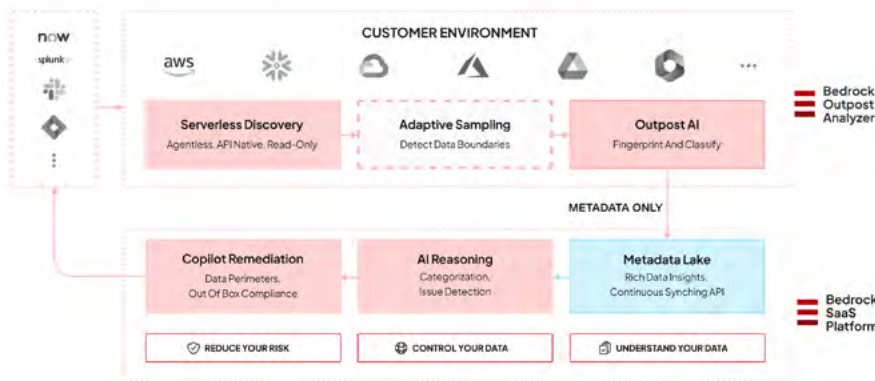 now
splunk
CUSTOMER ENVIRONMENT
aws
...
Serverless Discovery
Agentless, API Native, Read-Only
Adaptive Sampling
Detect Data Boundaries
Outpost AI
Fingerprint And Classify
Bedrock
Outpost
Analyzer
METADATA ONLY
Copilot Remediation
Data Perimeters,
Out Of Box Compliance
AI Reasoning
Categorization,
Issue Detection
Metadata Lake
Rich Data Insights,
Continuous Synching API
REDUCE YOUR RISK
CONTROL YOUR DATA
UNDERSTAND YOUR DATA
Bedrock
SaaS
Platform